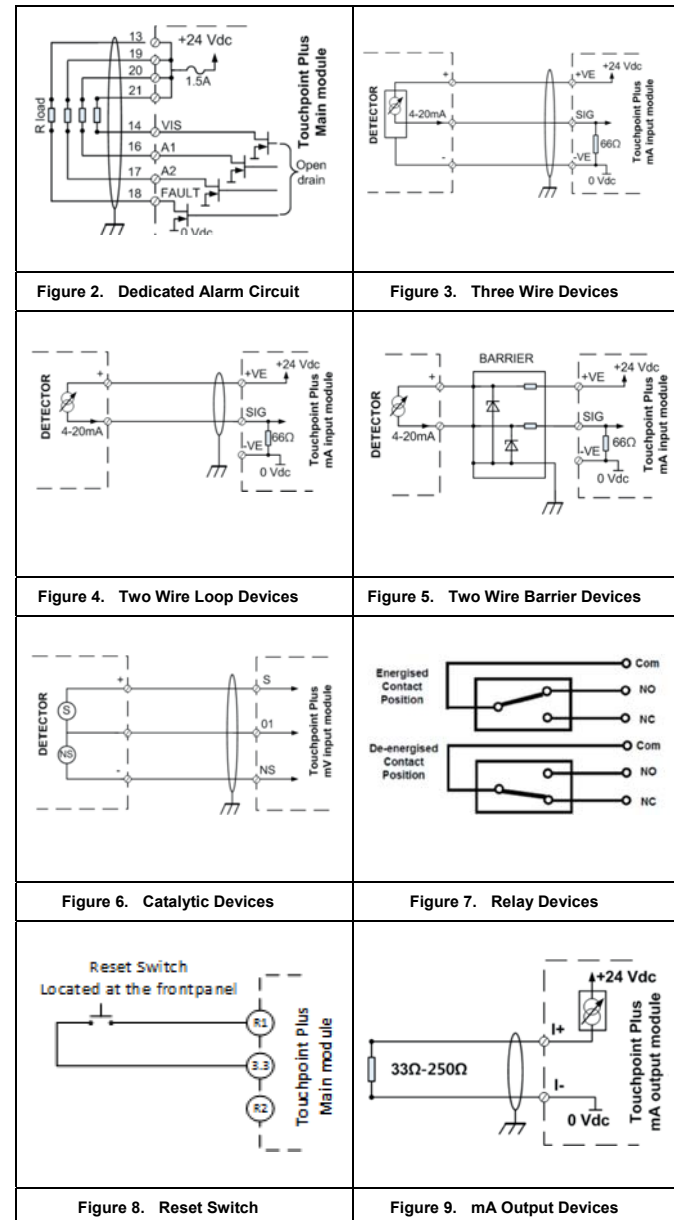 13
+24 Vdc
19
20
1.5A
21
R load
14 VIS
16 A1
17 A2
Open
drain
18 FAULT
0 Vdc
Touchpoint Plus
Main module
Figure 2. Dedicated Alarm Circuit
DETECTOR
+
4-20mA
-
+VE
+24 Vdc
SIG
66Ω
-VE
0 Vdc
Touchpoint Plus
mA input module
Figure 3. Three Wire Devices
DETECTOR
+
4-20mA
+VE
+24 Vdc
SIG
66Ω
-VE
0 Vdc
Touchpoint Plus
mA input module
Figure 4. Two Wire Loop Devices
BARRIER
DETECTOR
+
4-20mA
+VE
+24 Vdc
SIG
66Ω
-VE
0 Vdc
Touchpoint Plus
mA input module
Figure 5. Two Wire Barrier Devices
DETECTOR
+
S
NS
-
S
01
NS
Touchpoint Plus
mV input module
Figure 6. Catalytic Devices
Energised
Contact
Position
Com
NO
NC
De-energised
Contact
Position
Com
NO
NC
Figure 7. Relay Devices
Reset Switch
Located at the frontpanel
R1
3.3
R2
Touchpoint Plus
Main module
Figure 8. Reset Switch
+24 Vdc
I+
33Ω-250Ω
I-
0 Vdc
Touchpoint Plus
mA output module
Figure 9. mA Output Devices